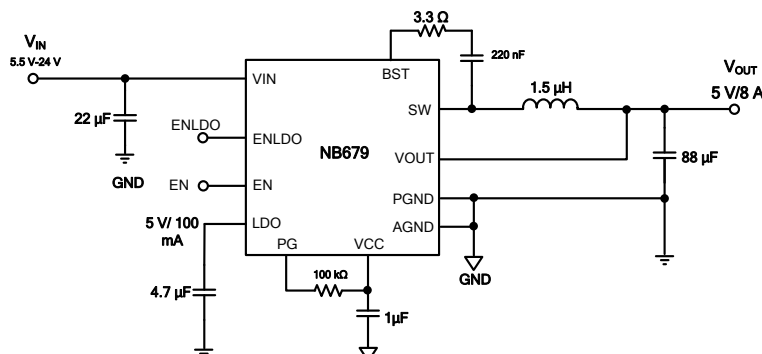 3.3 Ω
VIN
5.5 V-24 V
220 nF
BST
VOUT
5 V/8 A
VIN
1.5 µH
SW
22 µF
ENLDO
ENLDO
NB679
VOUT
88 µF
GND
EN
EN
PGND
5 V/ 100
mA
LDO
AGND
PG
VCC
GND
100 kΩ
4.7 µF
1µF